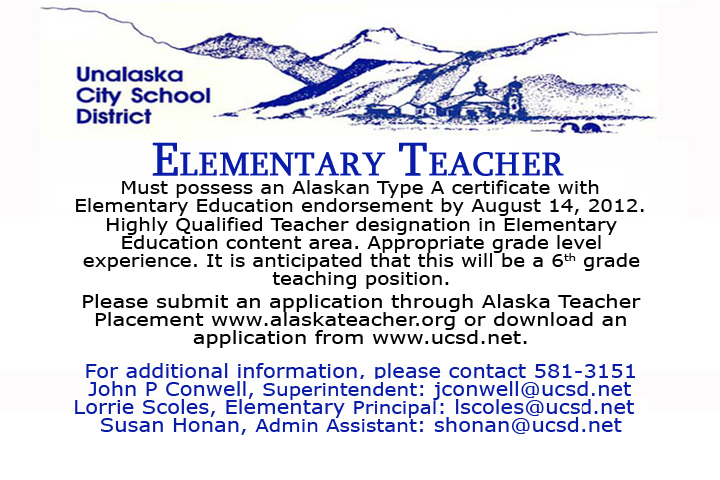 Unalaska
City School
District
ELEMENTARY TEACHER
Must possess an Alaskan Type A certificate with
Elementary Education endorsement by August 14, 2012.
Highly Qualified Teacher designation in Elementary
Education content area. Appropriate grade level
experience. It is anticipated that this will be a 6th grade
teaching position.
Please submit an application through Alaska Teacher
Placement www.alaskateacher.org or download an
application from www.ucsd.net.
For additional information, please contact 581-3151
John P Conwell, Superintendent: jconwell@ucsd.net
Lorrie Scoles, Elementary Principal: lscoles@ucsd.net
Susan Honan, Admin Assistant: shonan@ucsd.net